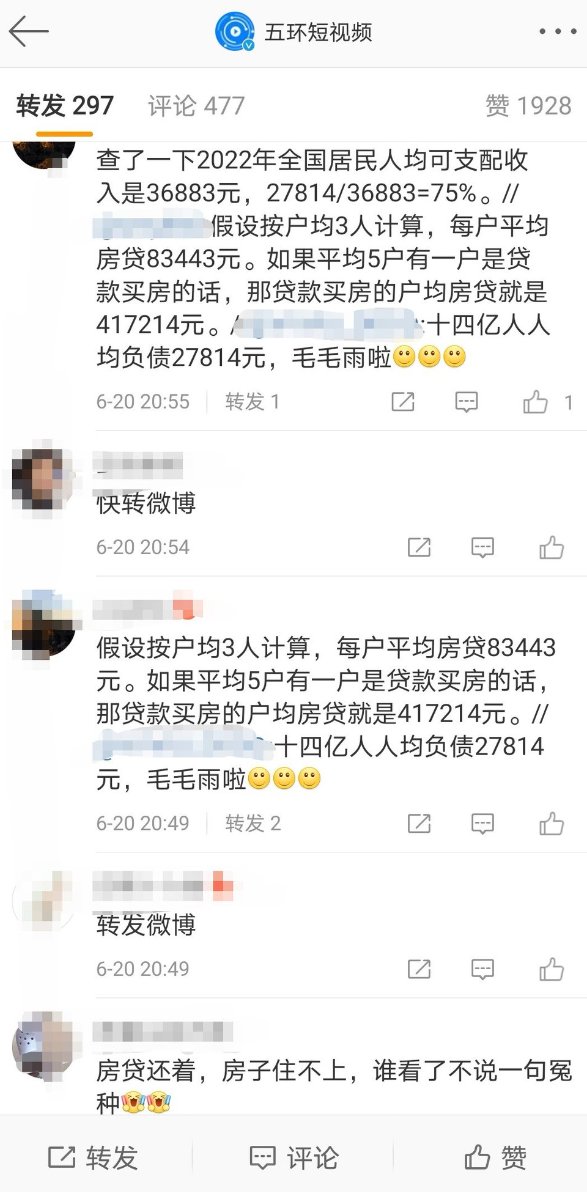 五环短视频
转发 297 评论 477 赞 1928
查了一下2022年全国居民人均可支配收
入是36883元，27814/36883=75%。//
假设按户均3人计算，每户平均
房贷83443元。如果平均5户有一户是贷
款买房的话，那贷款买房的户均房贷就是
417214元。/ :十四亿人人
均负债27814元，毛毛雨啦🙂🙂🙂
6-20 20:55 转发 1 1
快转微博
6-20 20:54
假设按户均3人计算，每户平均房贷83443
元。如果平均5户有一户是贷款买房的话，
那贷款买房的户均房贷就是417214元。//
十四亿人人均负债27814
元，毛毛雨啦🙂🙂🙂
6-20 20:49 转发 2
转发微博
6-20 20:49
房贷还着，房子住不上，谁看了不说一句冤
种
转发 评论 赞